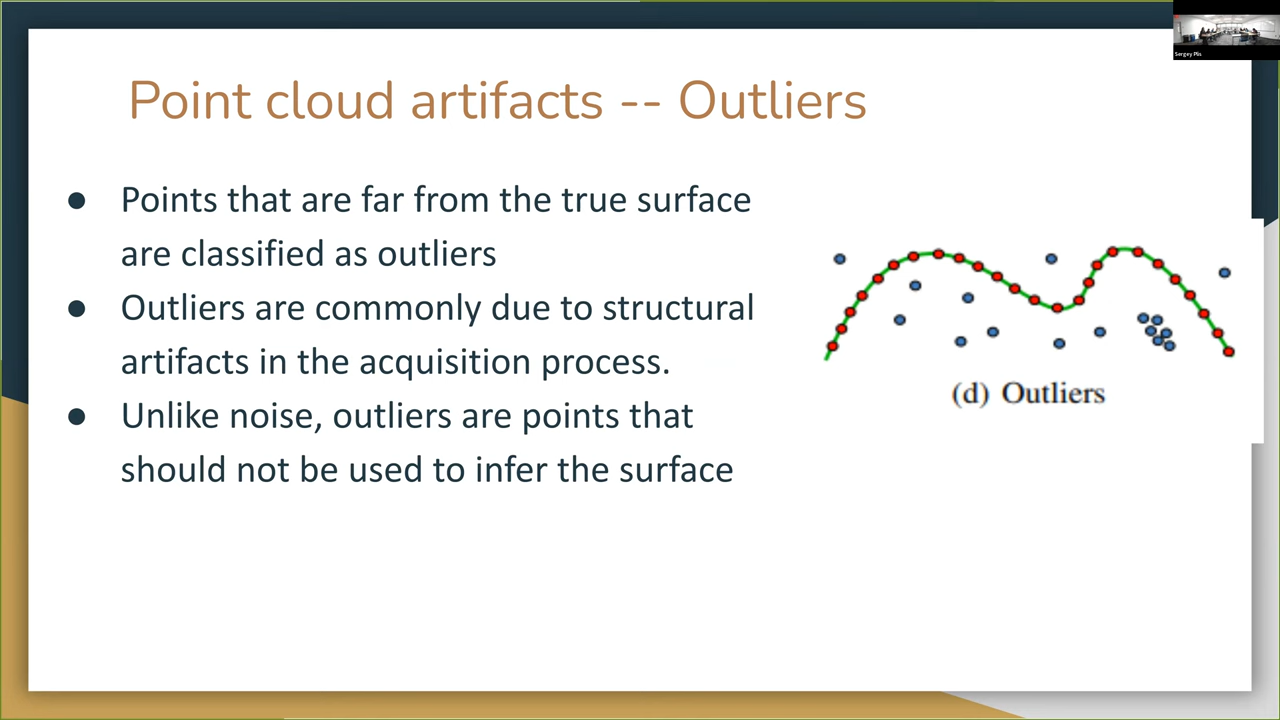 Sergey Plis
Point cloud artifacts -- Outliers
● Points that are far from the true surface
are classified as outliers
● Outliers are commonly due to structural
artifacts in the acquisition process.
● Unlike noise, outliers are points that
should not be used to infer the surface
(d) Outliers